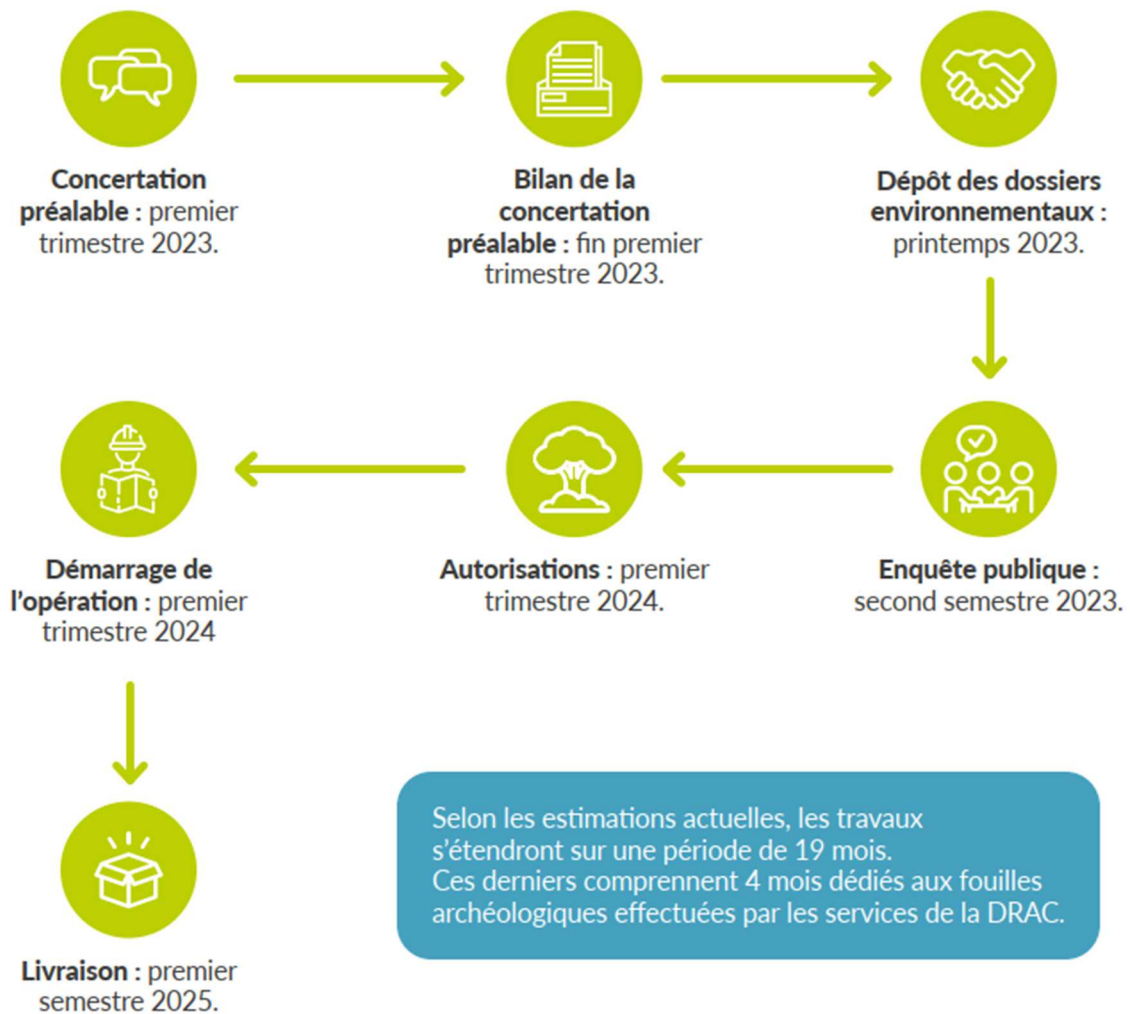 Concertation
préalable : premier
trimestre 2023.
Bilan de la
concertation
préalable : fin premier
trimestre 2023.
Dépôt des dossiers
environnementaux :
printemps 2023.
Enquête publique :
second semestre 2023.
Autorisations : premier
trimestre 2024.
Démarrage de
l'opération : premier
trimestre 2024
Livraison : premier
semestre 2025.
Selon les estimations actuelles, les travaux
s'étendront sur une période de 19 mois.
Ces derniers comprennent 4 mois dédiés aux fouilles
archéologiques effectuées par les services de la DRAC.